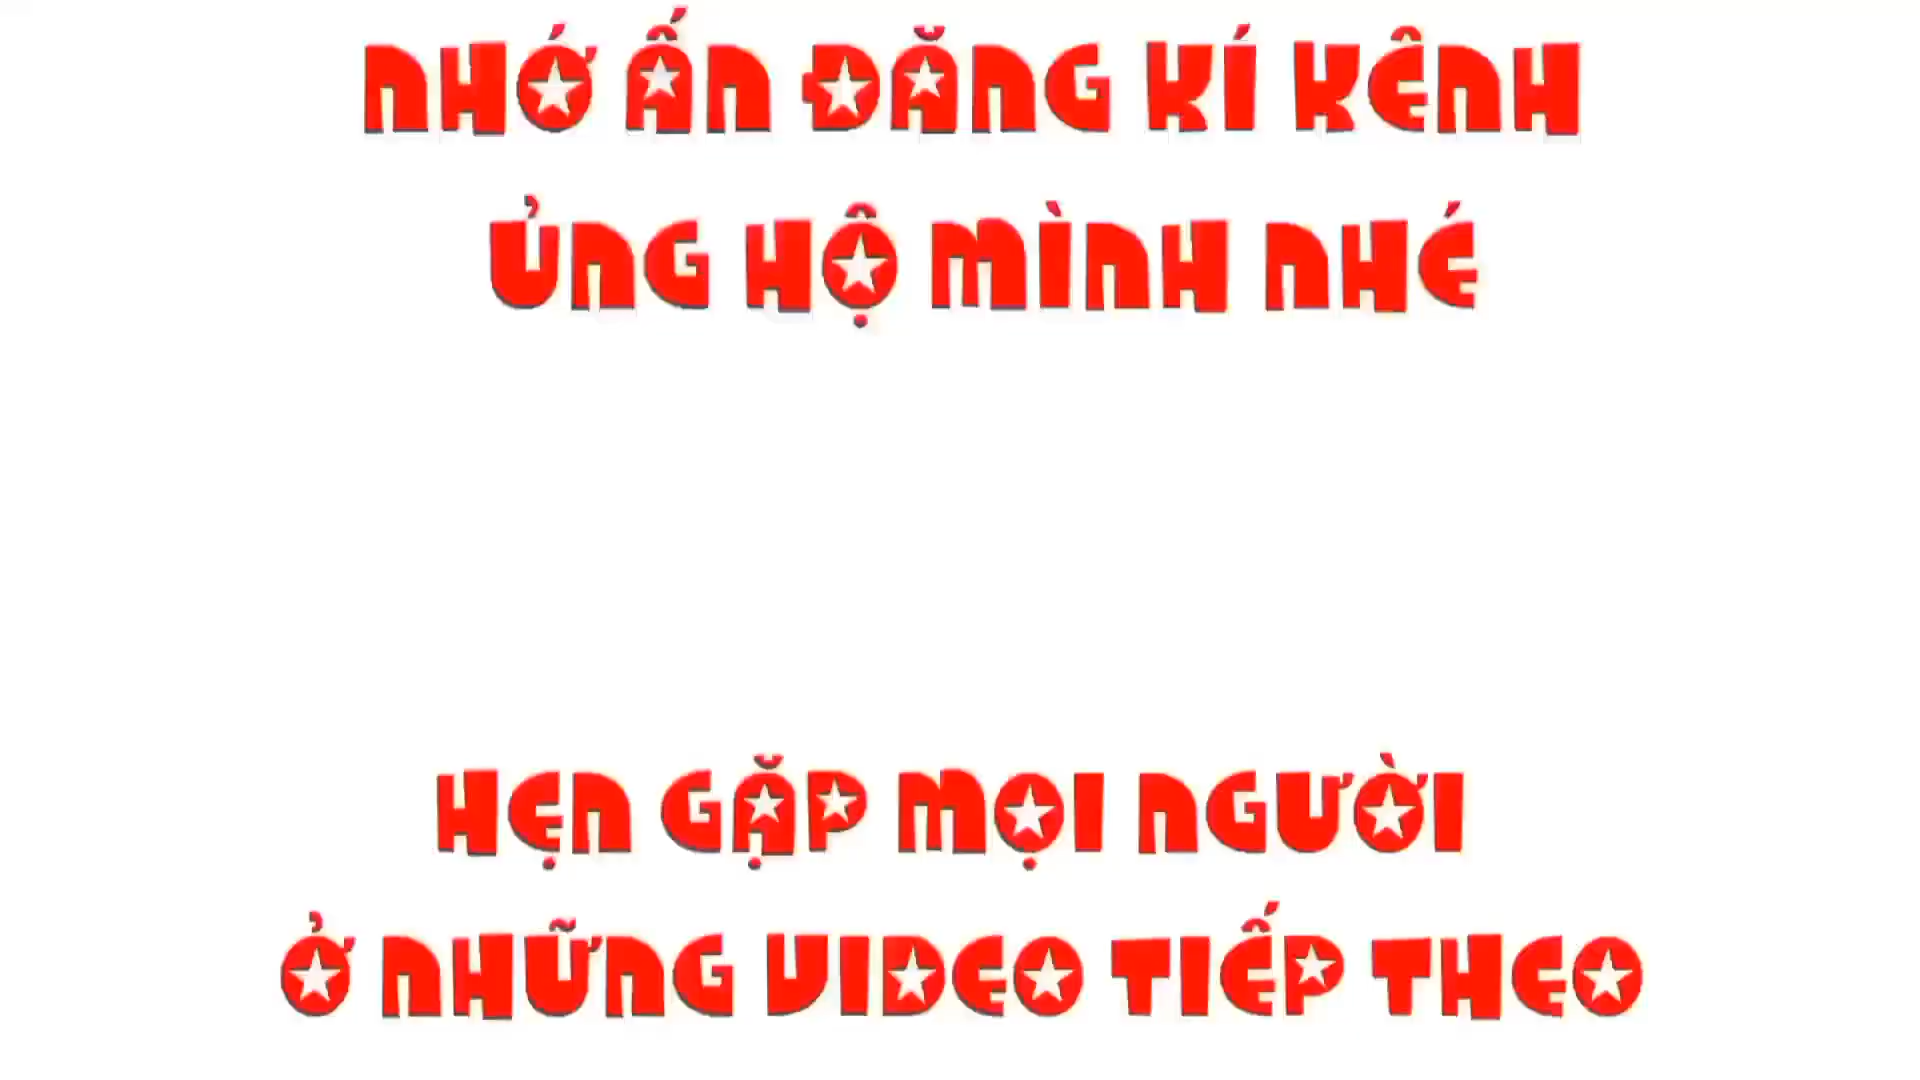 NHỚ ẤN ĐĂNG KÍ KÊNH
ỦNG HỘ MÌNH NHÉ
HẸN GẶP MỌI NGƯỜI
Ở NHỮNG VIDEO TIẾP THEO